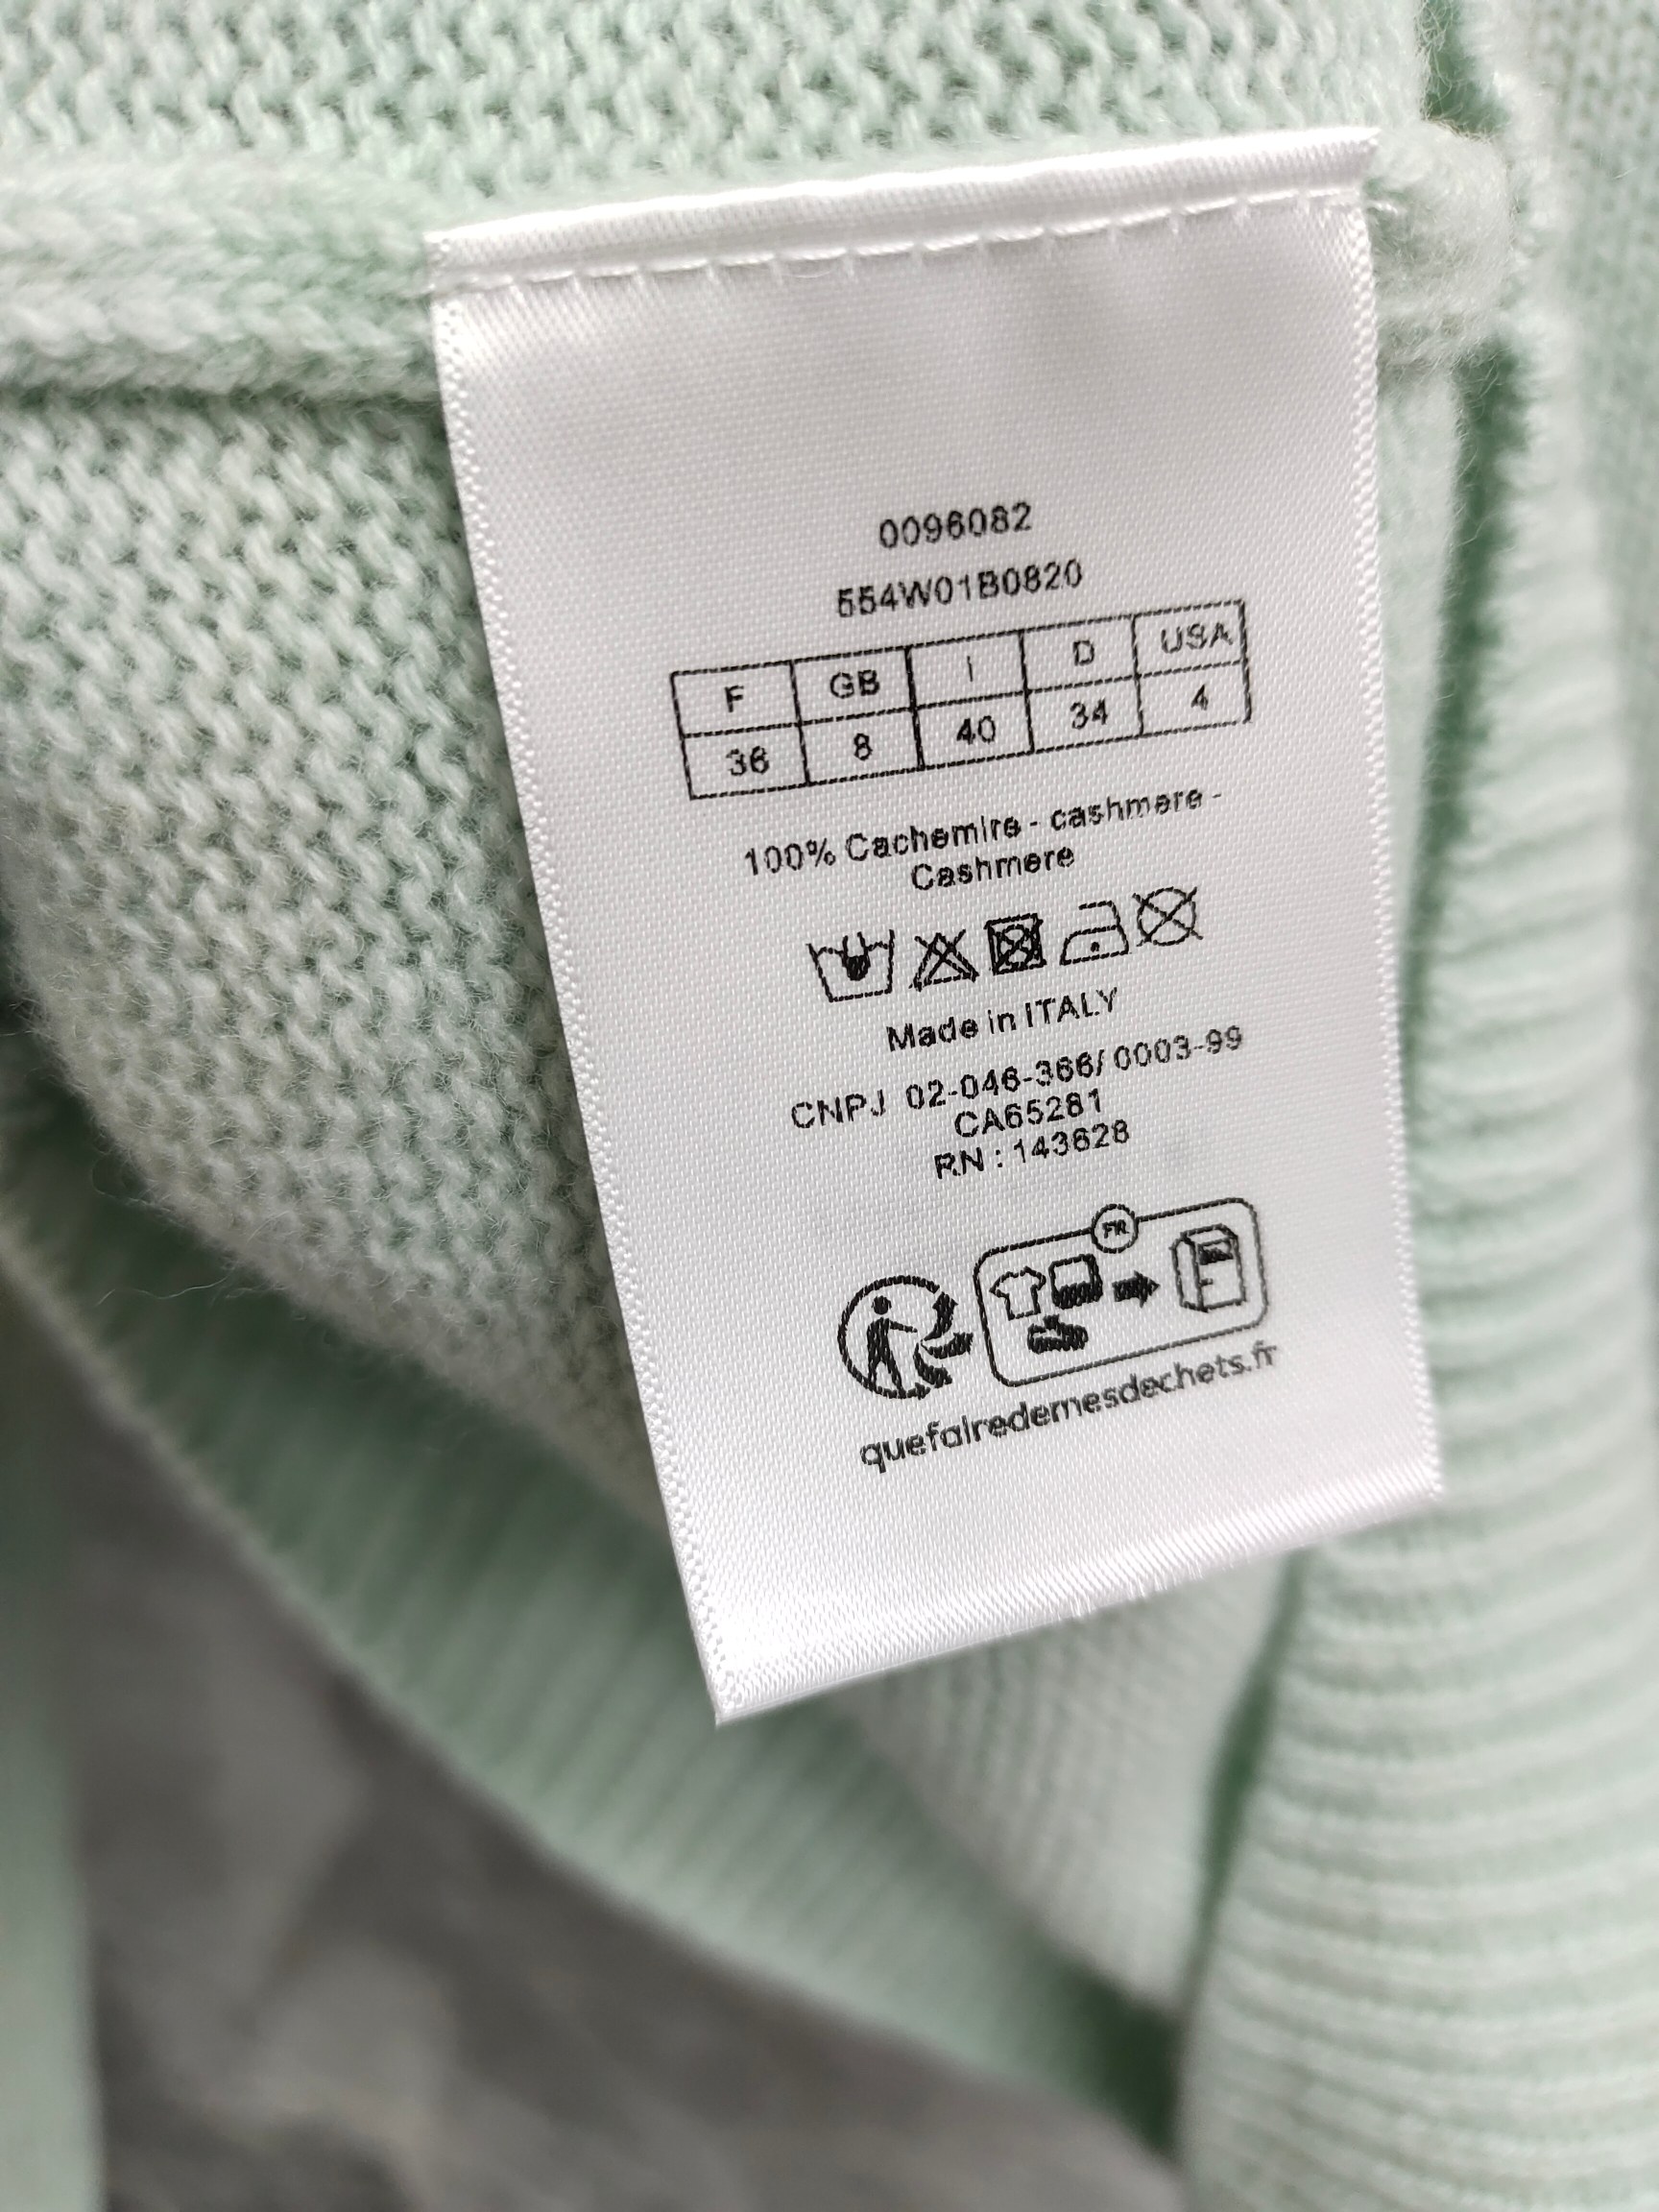 0096082
554W01B0820
F GB I D USA
36 8 40 34 4
100% Cachemire - cashmere -
Cashmere
Made in ITALY
CNPJ 02-046-366/ 0003-99
CA65281
RN : 143628
FR
quefairedemesdechets.fr